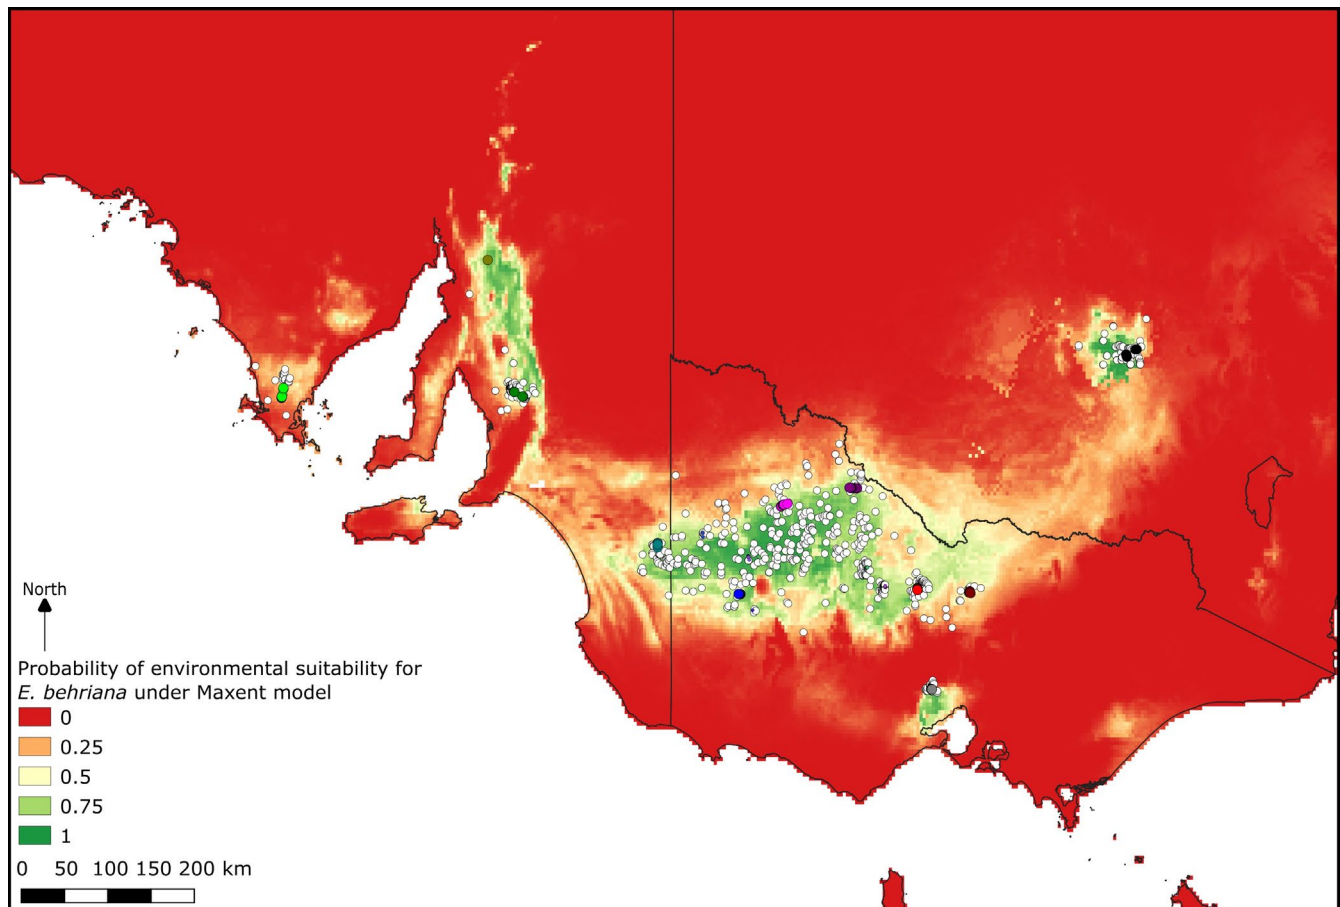 North
Probability of environmental suitability for
E. behriana under Maxent model
0
0.25
0.5
0.75
1
0 50 100 150 200 km